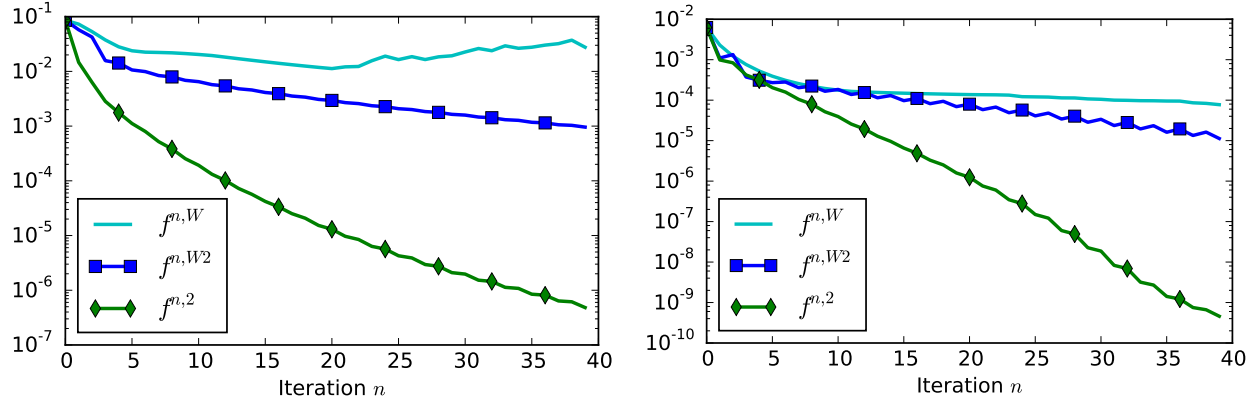 10^{-1}
10^{-2}
10^{-3}
10^{-4}
10^{-5}
10^{-6}
10^{-7}
0 5 10 15 20 25 30 35 40
Iteration n
f^{n,W}
f^{n,W2}
f^{n,2}
10^{-2}
10^{-3}
10^{-4}
10^{-5}
10^{-6}
10^{-7}
10^{-8}
10^{-9}
10^{-10}
0 5 10 15 20 25 30 35 40
Iteration n
f^{n,W}
f^{n,W2}
f^{n,2}